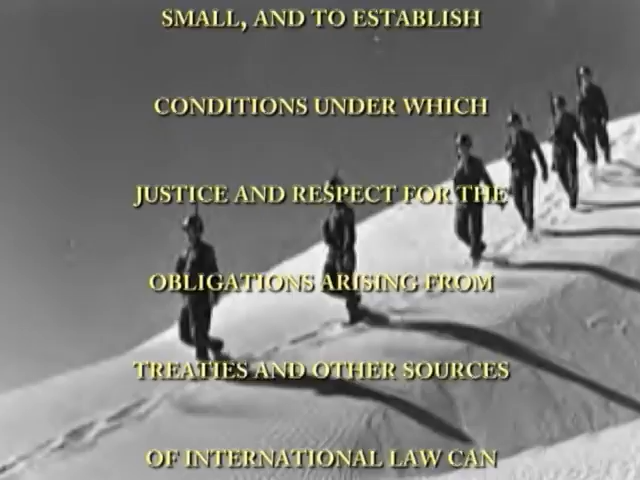 SMALL, AND TO ESTABLISH
CONDITIONS UNDER WHICH
JUSTICE AND RESPECT FOR THE
OBLIGATIONS ARISING FROM
TREATIES AND OTHER SOURCES
OF INTERNATIONAL LAW CAN